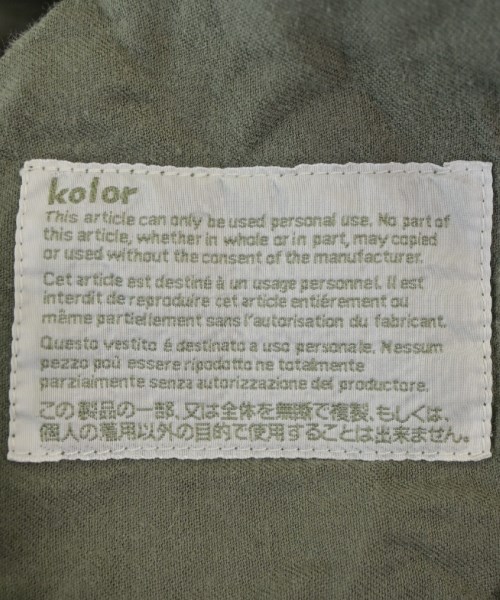 kolor
This article can only be used personal use. No part of
this article, whether in whole or in part, may copied
or used without the consent of the manufacturer.
Cet article est destiné à un usage personnel. Il est
interdit de reproduire cet article entiérement ou
même partiellement sans l'autorisation du fabricant.
Questo vestito é destinato a uso personale. Nessum
pezzo poù essere ripodotto ne totalmente
parzialmente senza autorizzazione del productore.
この製品の一部、又は全体を無断で複製、もしくは、
個人の着用以外の目的で使用することは出来ません。